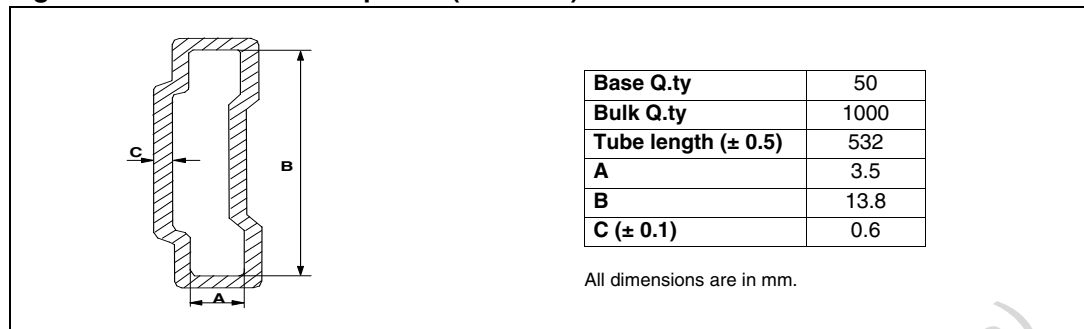 C
B
A
Base Q.ty 50
Bulk Q.ty 1000
Tube length (± 0.5) 532
A 3.5
B 13.8
C (± 0.1) 0.6
All dimensions are in mm.